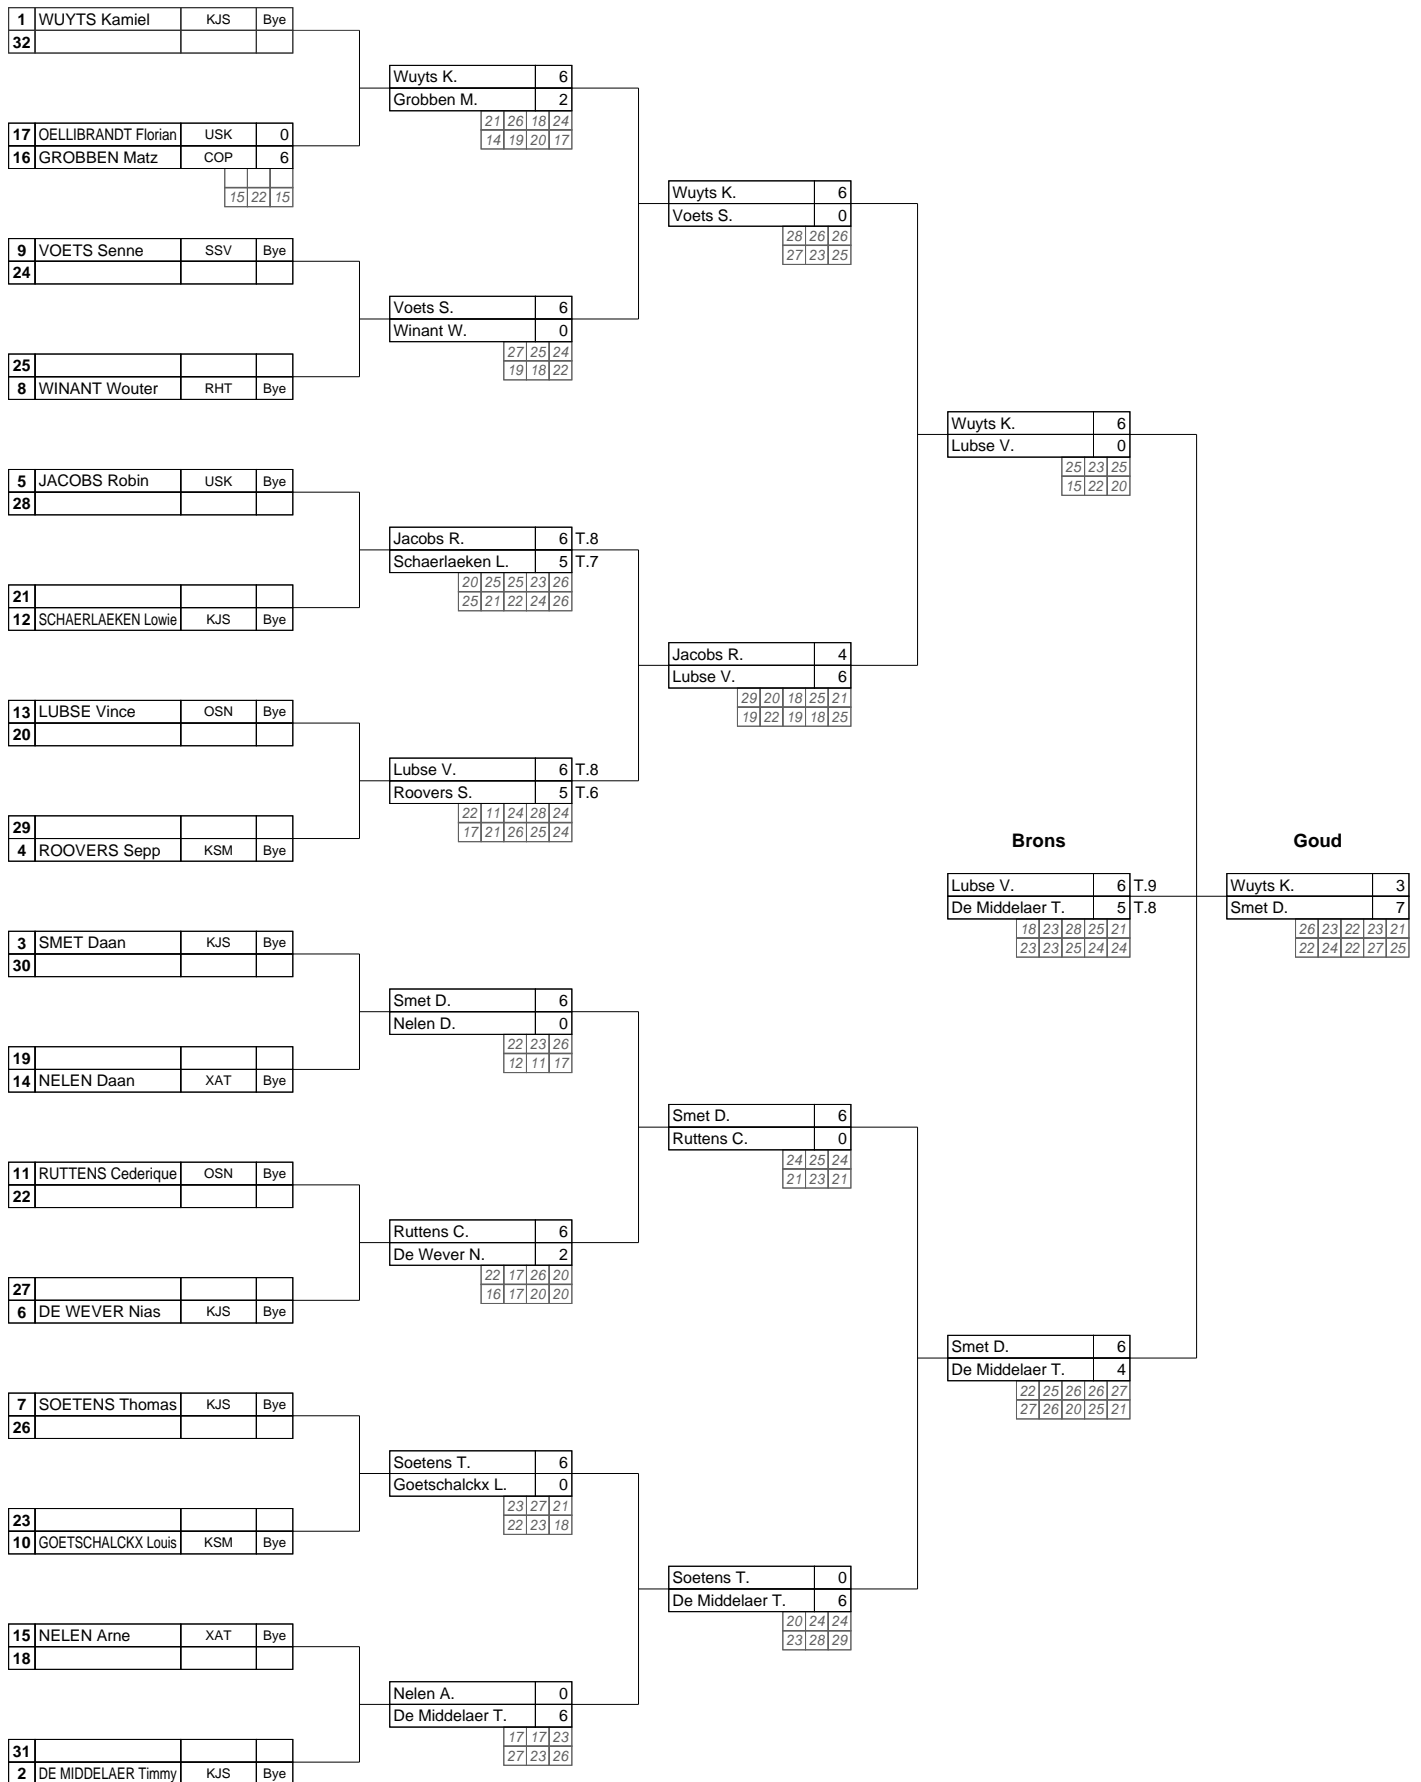 1 WUYTS Kamiel KJS Bye
32
Wuyts K. 6
Grobben M. 2
21 26 18 24
14 19 20 17
17 OELLIBRANDT Florian USK 0
16 GROBBEN Matz COP 6
15 22 15
Wuyts K. 6
Voets S. 0
28 26 26
27 23 25
9 VOETS Senne SSV Bye
24
Voets S. 6
Winant W. 0
27 25 24
19 18 22
25
8 WINANT Wouter RHT Bye
Wuyts K. 6
Lubse V. 0
25 23 25
15 22 20
5 JACOBS Robin USK Bye
28
Jacobs R. 6 T.8
Schaerlaeken L. 5 T.7
20 25 25 23 26
25 21 22 24 26
21
12 SCHAERLAEKEN Lowie KJS Bye
Jacobs R. 4
Lubse V. 6
29 20 18 25 21
19 22 19 18 25
13 LUBSE Vince OSN Bye
20
Lubse V. 6 T.8
Roovers S. 5 T.6
22 11 24 28 24
17 21 26 25 24
29
4 ROOVERS Sepp KSM Bye
Brons Goud
Lubse V. 6 T.9 Wuyts K. 3
De Middelaer T. 5 T.8 Smet D. 7
18 23 28 25 21 26 23 22 23 21
23 23 25 24 24 22 24 22 27 25
3 SMET Daan KJS Bye
30
Smet D. 6
Nelen D. 0
22 23 26
12 11 17
19
14 NELEN Daan XAT Bye
Smet D. 6
Ruttens C. 0
24 25 24
21 23 21
11 RUTTENS Cederique OSN Bye
22
Ruttens C. 6
De Wever N. 2
22 17 26 20
16 17 20 20
27
6 DE WEVER Nias KJS Bye
Smet D. 6
De Middelaer T. 4
22 25 26 26 27
27 26 20 25 21
7 SOETENS Thomas KJS Bye
26
Soetens T. 6
Goetschalckx L. 0
23 27 21
22 23 18
23
10 GOETSCHALCKX Louis KSM Bye
Soetens T. 0
De Middelaer T. 6
20 24 24
23 28 29
15 NELEN Arne XAT Bye
18
Nelen A. 0
De Middelaer T. 6
17 17 23
27 23 26
31
2 DE MIDDELAER Timmy KJS Bye